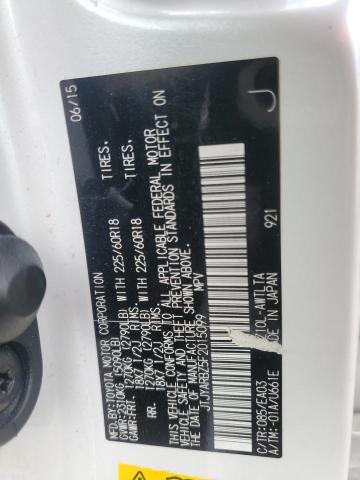 MFD.BY:TOYOTA MOTOR CORPORATION 06/15
GVWR-2310KG (5090LB)
GAWR-FRT. 1270KG (2790LB) WITH 225/60R18 TIRES.
18X7 1/2J RIMS.
RR. 1270KG (2790LB) WITH 225/60R18 TIRES.
18X7 1/2J RIMS.
THIS VEHICLE CONFORMS TO ALL APPLICABLE FEDERAL MOTOR
VEHICLE SAFETY AND THEFT PREVENTION STANDARDS IN EFFECT ON
THE DATE OF MANUFACTURE SHOWN ABOVE.
JTJYARBZ5F2015099 MPV
J
210L-AWTLTA 921
C/TR:085/EA03
A/TM:-01A/U661E
IN JAPAN